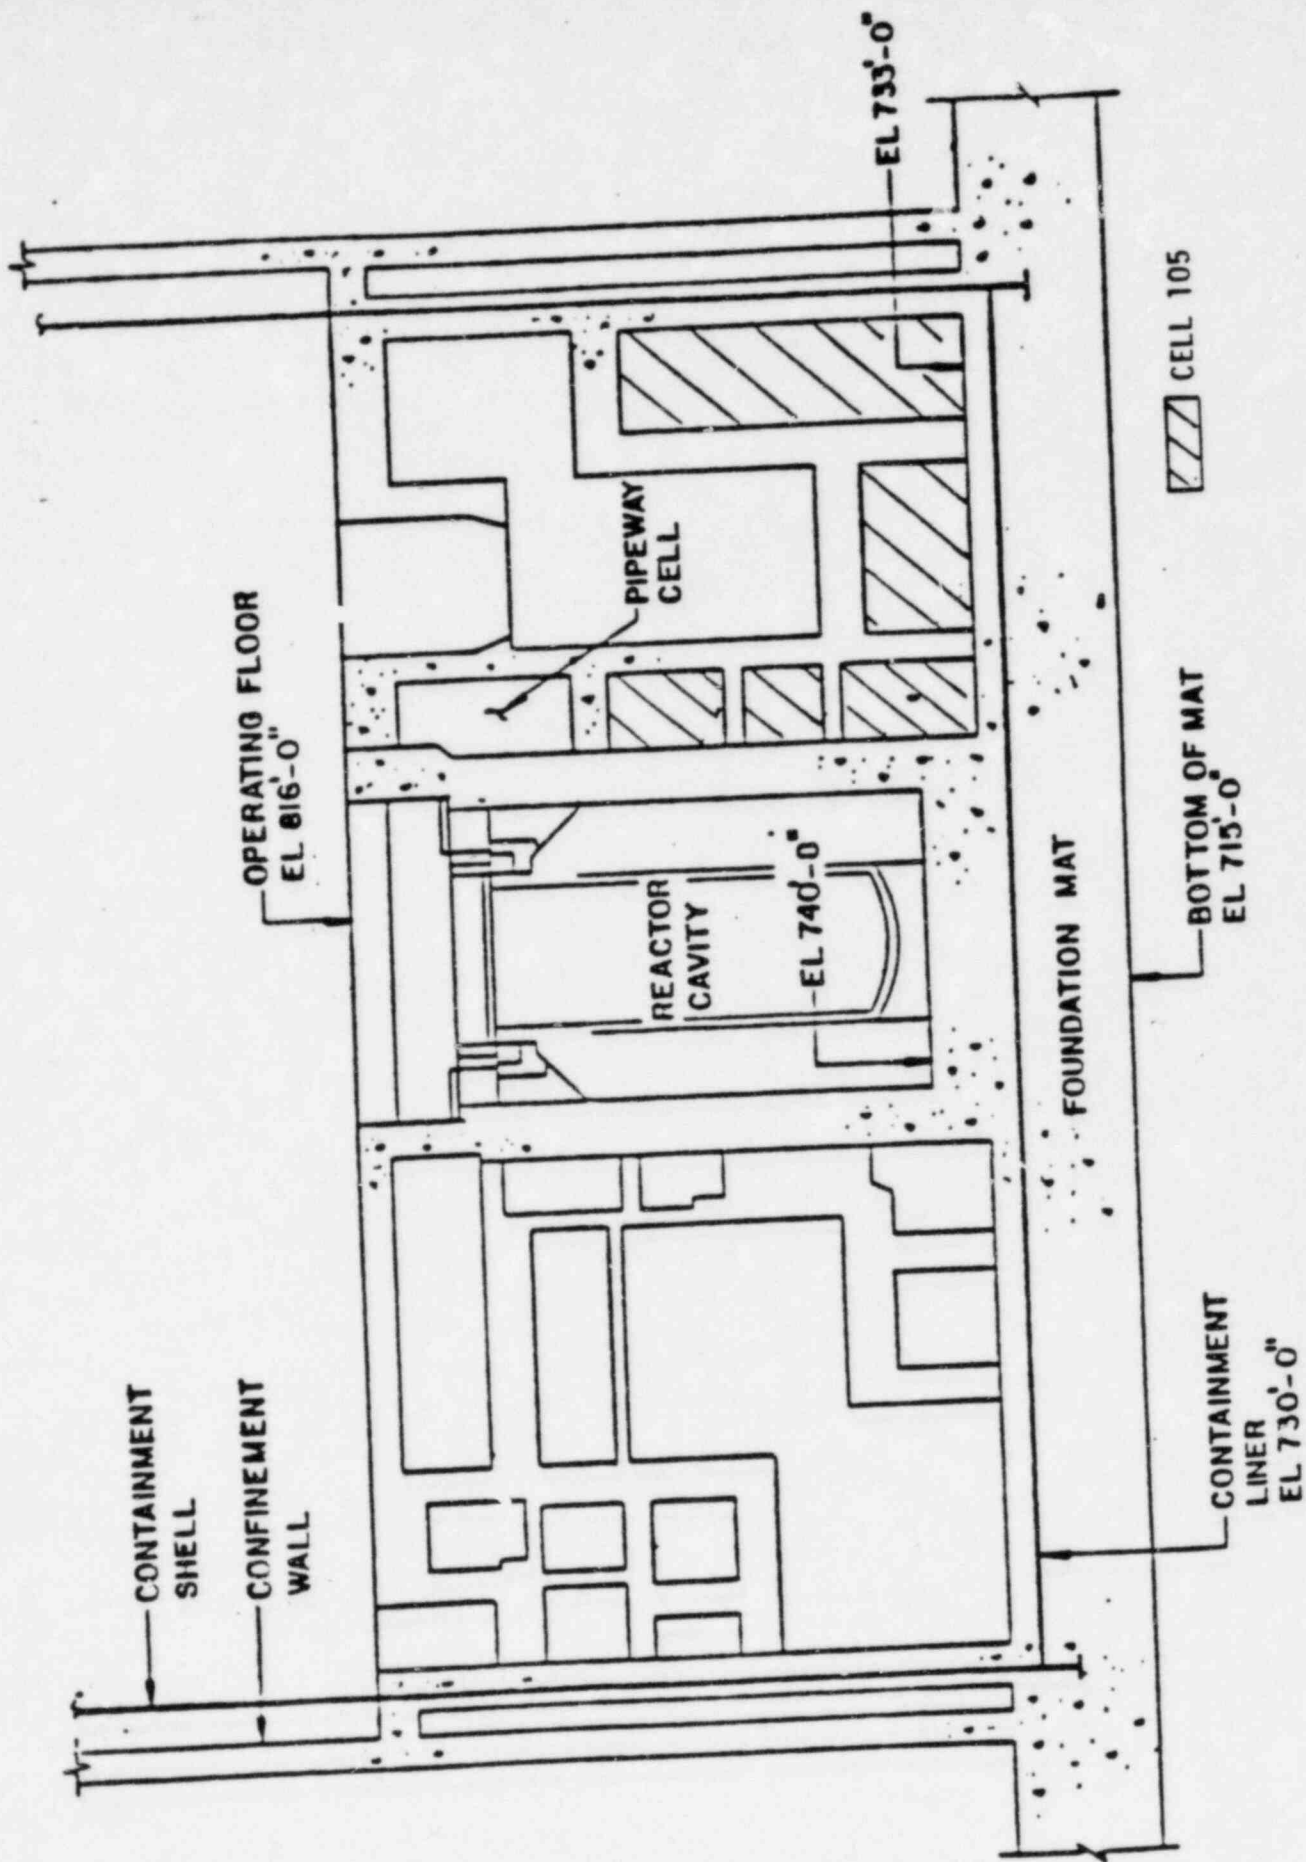 CONTAINMENT
SHELL
CONFINEMENT
WALL
OPERATING FLOOR
EL 816'-0"
PIPEWAY
CELL
EL 733'-0"
REACTOR
CAVITY
EL 740'-0"
FOUNDATION MAT
CONTAINMENT
LINER
EL 730'-0"
BOTTOM OF MAT
EL 715'-0"
CELL 105